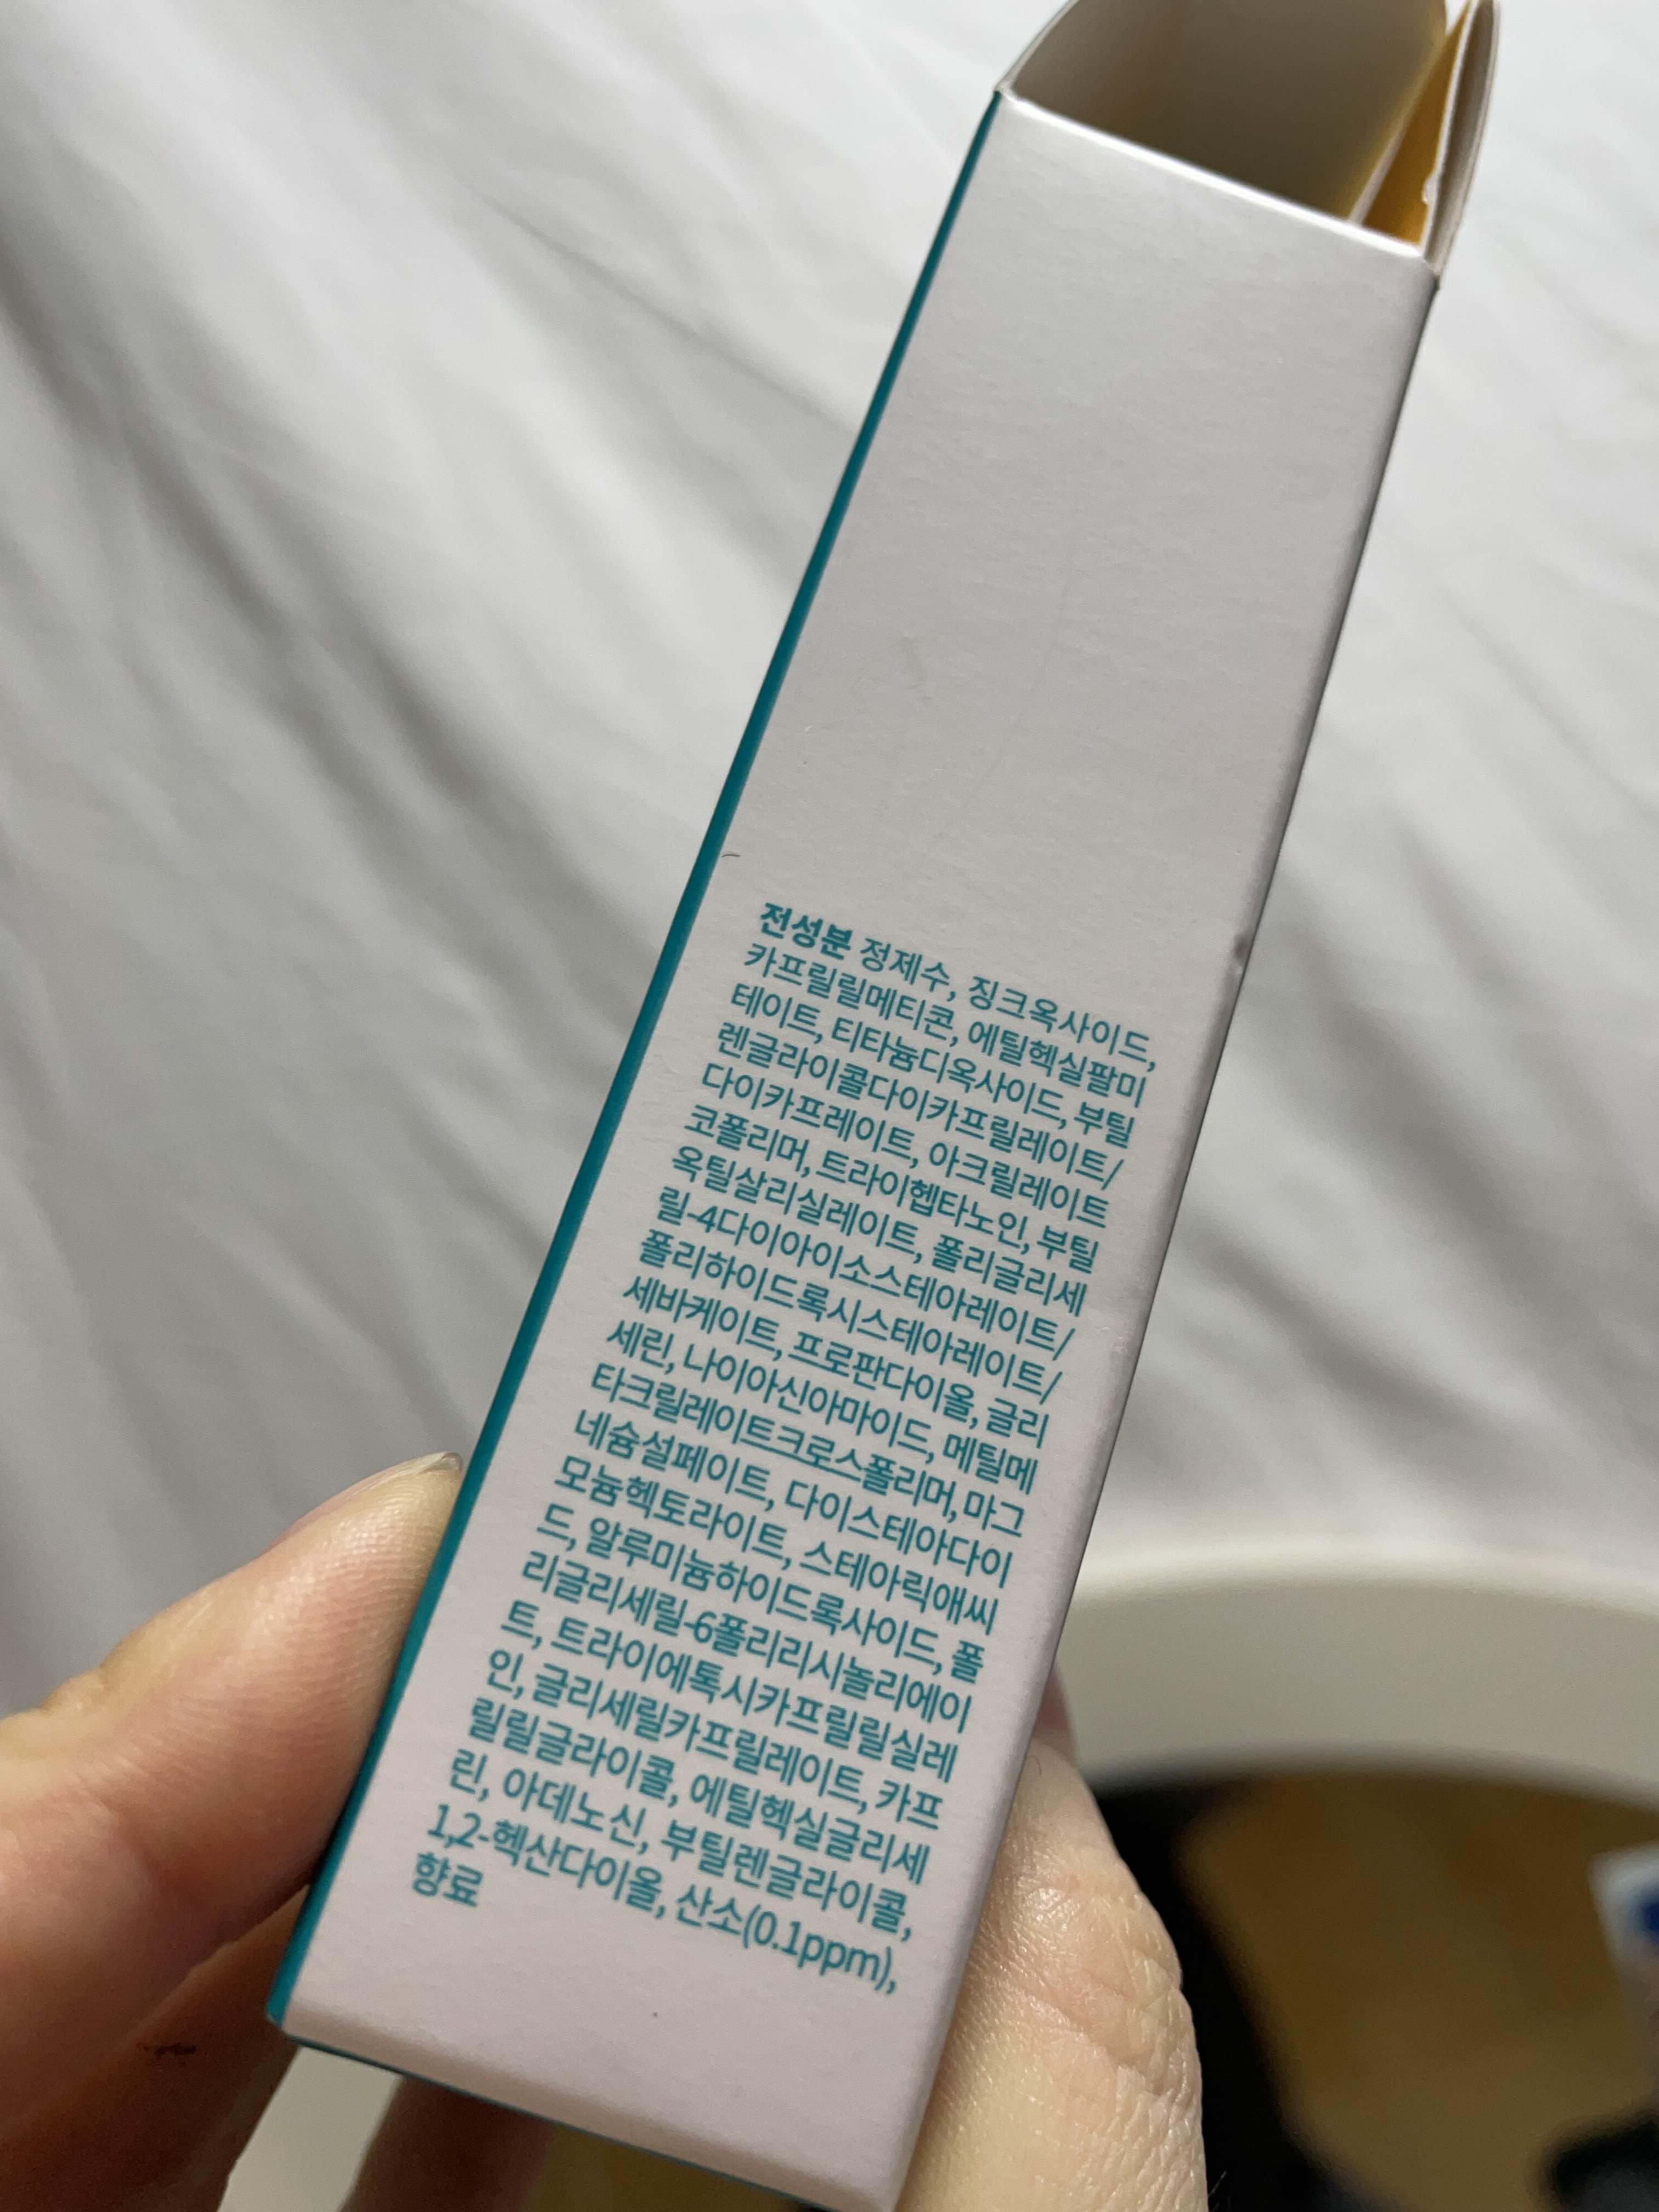 전성분 정제수, 징크옥사이드,
카프릴릴메티콘, 에틸헥실팔미
테이트, 티타늄디옥사이드, 부틸
렌글라이콜다이카프릴레이트/
다이카프레이트, 아크릴레이트
코폴리머, 트라이헵타노인, 부틸
옥틸살리실레이트, 폴리글리세
릴-4다이아이소스테아레이트/
폴리하이드록시스테아레이트/
세바케이트, 프로판다이올, 글리
세린, 나이아신아마이드, 메틸메
타크릴레이트크로스폴리머, 마그
네슘설페이트, 다이스테아다이
모늄헥토라이트, 스테아릭애씨
드, 알루미늄하이드록사이드, 폴
리글리세릴-6폴리리시놀리에이
트, 트라이에톡시카프릴릴실레
인, 글리세릴카프릴레이트, 카프
릴릴글라이콜, 에틸헥실글리세
린, 아데노신, 부틸렌글라이콜,
1,2-헥산다이올, 산소(0.1ppm),
향료